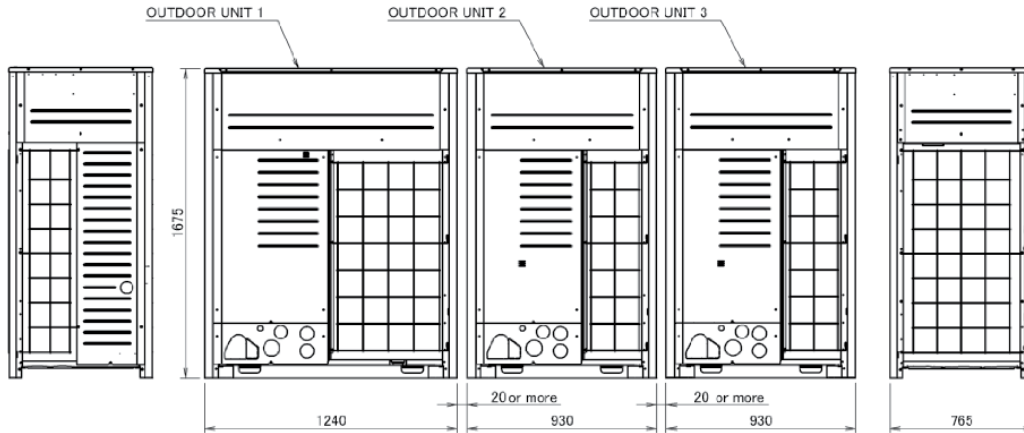 OUTDOOR UNIT 1
OUTDOOR UNIT 2
OUTDOOR UNIT 3
1675
20 or more
20 or more
1240
930
930
765